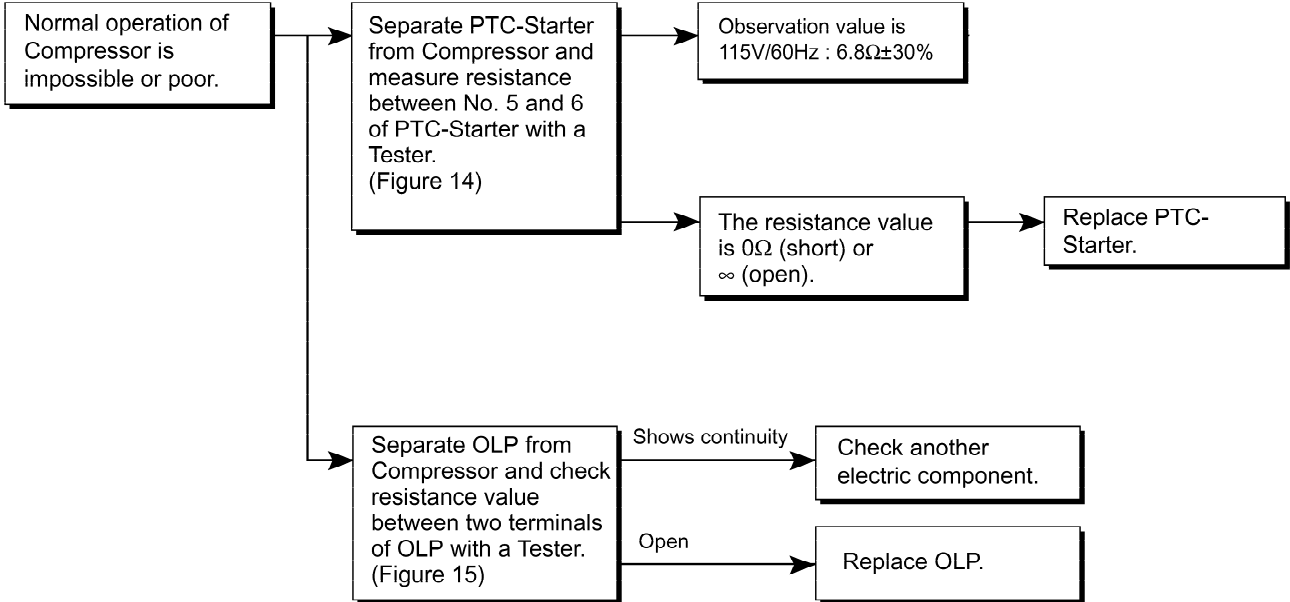 Normal operation of
Compressor is
impossible or poor.
Separate PTC-Starter
from Compressor and
measure resistance
between No. 5 and 6
of PTC-Starter with a
Tester.
(Figure 14)
Observation value is
115V/60Hz : 6.8Ω±30%
The resistance value
is 0Ω (short) or
∞ (open).
Replace PTC-
Starter.
Separate OLP from
Compressor and check
resistance value
between two terminals
of OLP with a Tester.
(Figure 15)
Shows continuity
Check another
electric component.
Open
Replace OLP.